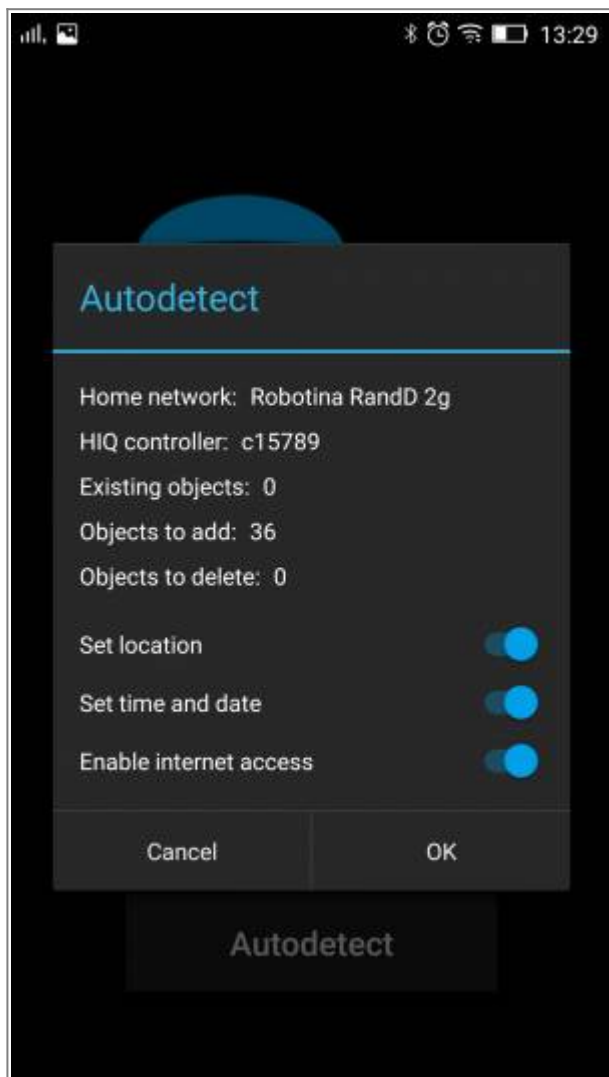 13:29
Autodetect
Home network: Robotina RandD 2g
HIQ controller: c15789
Existing objects: 0
Objects to add: 36
Objects to delete: 0
Set location
Set time and date
Enable internet access
Cancel OK
Autodetect